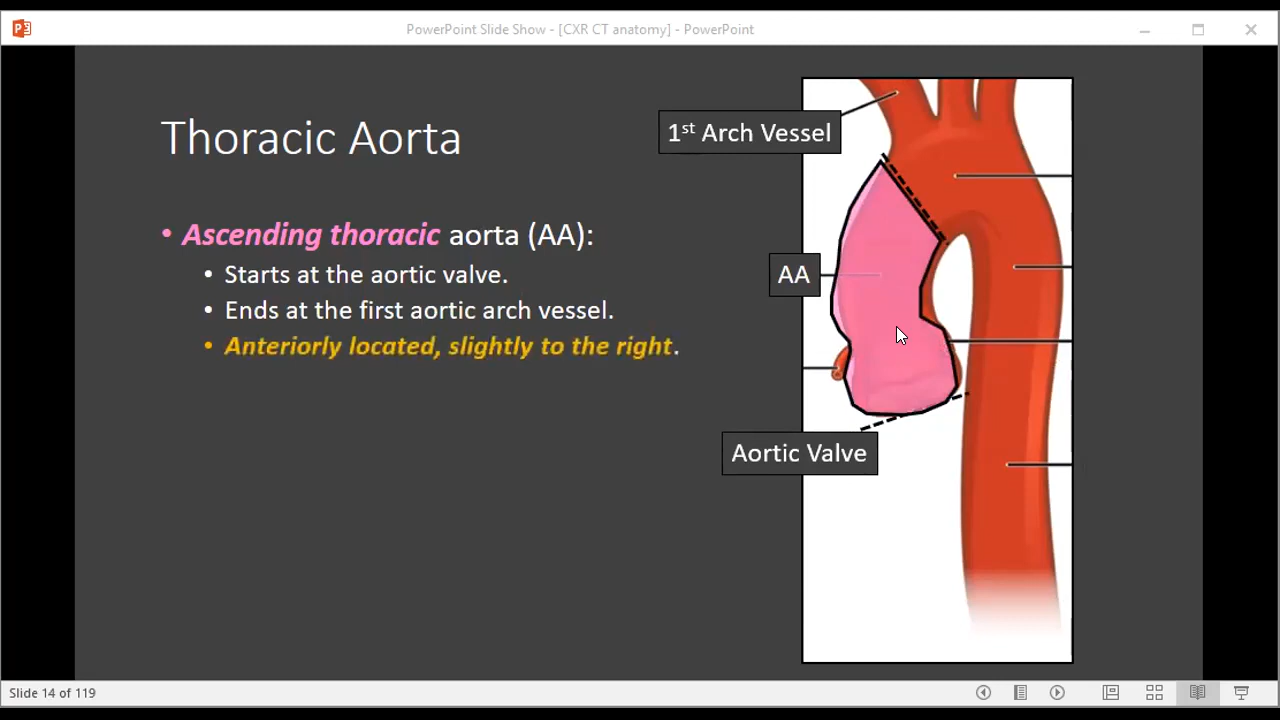 PowerPoint Slide Show - [CXR CT anatomy] - PowerPoint
Thoracic Aorta
• Ascending thoracic aorta (AA):
• Starts at the aortic valve.
• Ends at the first aortic arch vessel.
• Anteriorly located, slightly to the right.
1st Arch Vessel
AA
Aortic Valve
Slide 14 of 119